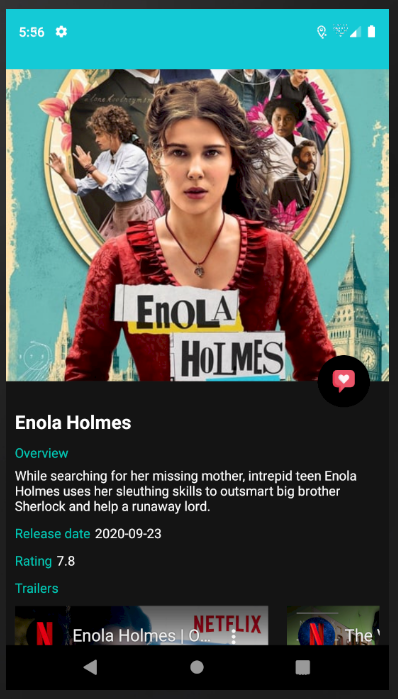 5:56
ENOLA
HOLMES
Enola Holmes
Overview
While searching for her missing mother, intrepid teen Enola
Holmes uses her sleuthing skills to outsmart big brother
Sherlock and help a runaway lord.
Release date 2020-09-23
Rating 7.8
Trailers
NETFLIX
Enola Holmes | O...
The